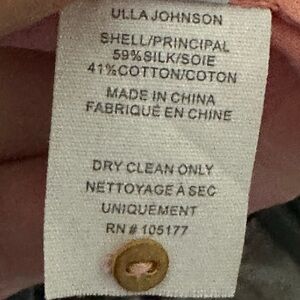 ULLA JOHNSON
SHELL/PRINCIPAL
59%SILK/SOIE
41%COTTON/COTON
MADE IN CHINA
FABRIQUÉ EN CHINE
DRY CLEAN ONLY
NETTOYAGE À SEC
UNIQUEMENT
RN # 105177